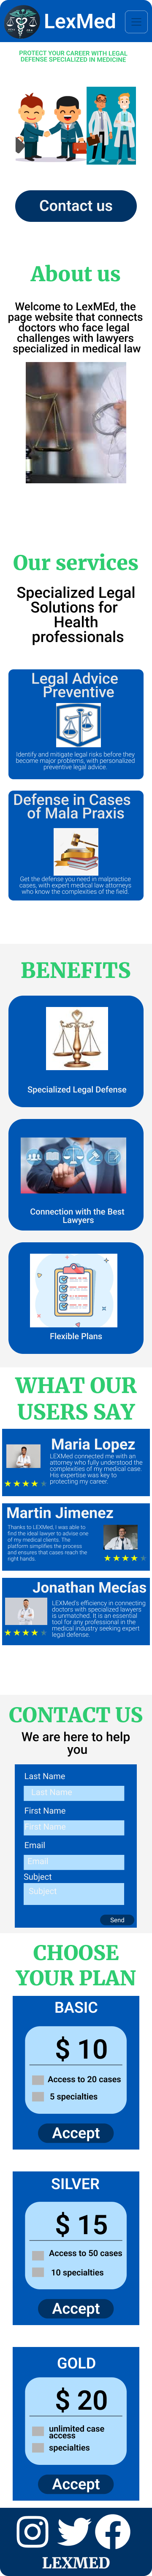 LexMed
PROTECT YOUR CAREER WITH LEGAL
DEFENSE SPECIALIZED IN MEDICINE
Contact us
About us
Welcome to LexMEd, the
page website that connects
doctors who face legal
challenges with lawyers
specialized in medical law
Our services
Specialized Legal
Solutions for
Health
professionals
Legal Advice
Preventive
Identify and mitigate legal risks before they
become major problems, with personalized
preventive legal advice.
Defense in Cases
of Mala Praxis
Get the defense you need in malpractice
cases, with expert medical law attorneys
who know the complexities of the field.
BENEFITS
Specialized Legal Defense
Connection with the Best
Lawyers
Flexible Plans
WHAT OUR
USERS SAY
Maria Lopez
LEXMed connected me with an
attorney who fully understood the
complexities of my medical case
His expertise was key to
protecting my career.
Martin Jimenez
Thanks to LEXMed, I was able to
find the ideal lawyer to advise one
of my medical clients. The
platform simplifies the process
and ensures that cases reach the
right hands.
Jonathan Mecías
LEXMed's efficiency in connecting
doctors with specialized lawyers
is unmatched. It is an essential
tool for any professional in the
medical industry seeking expert
legal defense.
CONTACT US
We are here to help
you
Last Name
Last Name
First Name
First Name
Email
Email
Subject
Subject
Send
CHOOSE
YOUR PLAN
BASIC
$ 10
Access to 20 cases
5 specialties
Accept
SILVER
$ 15
Access to 50 cases
10 specialties
Accept
GOLD
$ 20
unlimited case
access
specialties
Accept
LEXMED